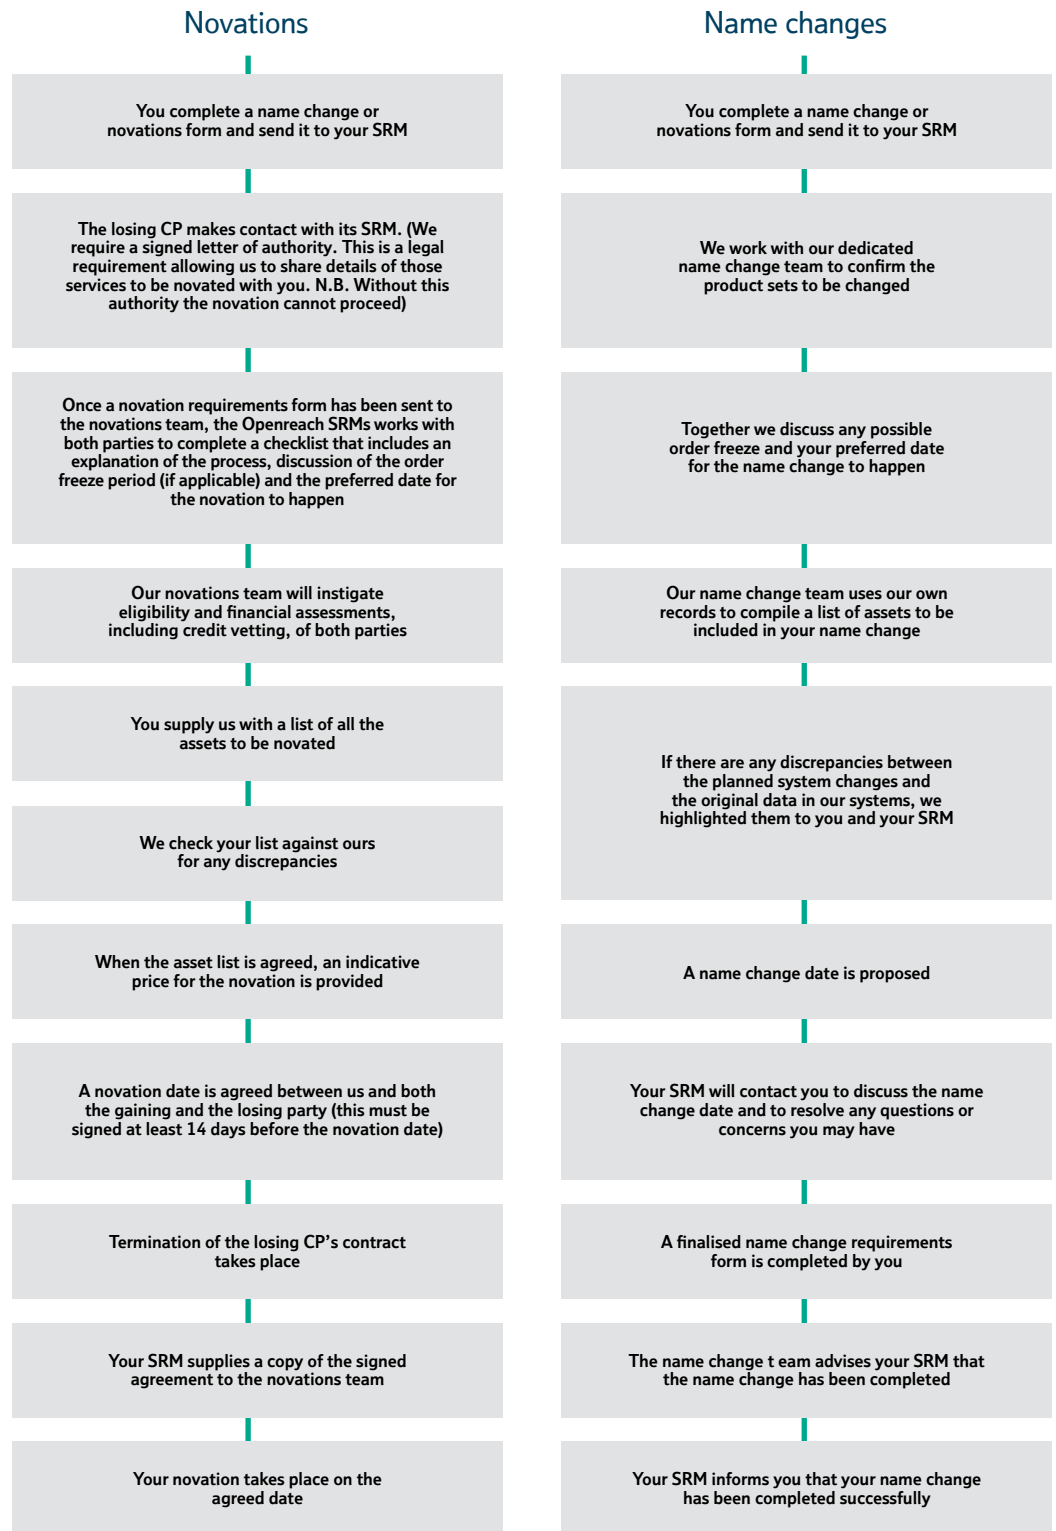 Novations
You complete a name change or
novations form and send it to your SRM
The losing CP makes contact with its SRM. (We
require a signed letter of authority. This is a legal
requirement allowing us to share details of those
services to be novated with you. N.B. Without this
authority the novation cannot proceed)
Once a novation requirements form has been sent to
the novations team, the Openreach SRMs works with
both parties to complete a checklist that includes an
explanation of the process, discussion of the order
freeze period (if applicable) and the preferred date for
the novation to happen
Our novations team will instigate
eligibility and financial assessments,
including credit vetting, of both parties
You supply us with a list of all the
assets to be novated
We check your list against ours
for any discrepancies
When the asset list is agreed, an indicative
price for the novation is provided
A novation date is agreed between us and both
the gaining and the losing party (this must be
signed at least 14 days before the novation date)
Termination of the losing CP's contract
takes place
Your SRM supplies a copy of the signed
agreement to the novations team
Your novation takes place on the
agreed date
Name changes
You complete a name change or
novations form and send it to your SRM
We work with our dedicated
name change team to confirm the
product sets to be changed
Together we discuss any possible
order freeze and your preferred date
for the name change to happen
Our name change team uses our own
records to compile a list of assets to be
included in your name change
If there are any discrepancies between
the planned system changes and
the original data in our systems, we
highlighted them to you and your SRM
A name change date is proposed
Your SRM will contact you to discuss the name
change date and to resolve any questions or
concerns you may have
A finalised name change requirements
form is completed by you
The name change t eam advises your SRM that
the name change has been completed
Your SRM informs you that your name change
has been completed successfully